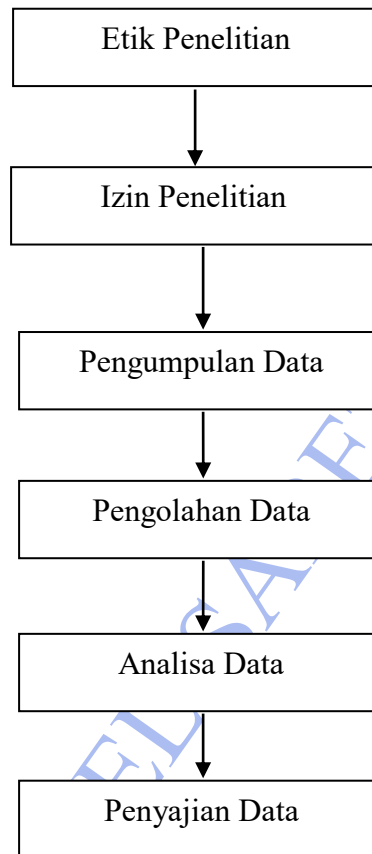 Etik Penelitian
Izin Penelitian
Pengumpulan Data
Pengolahan Data
Analisa Data
Penyajian Data